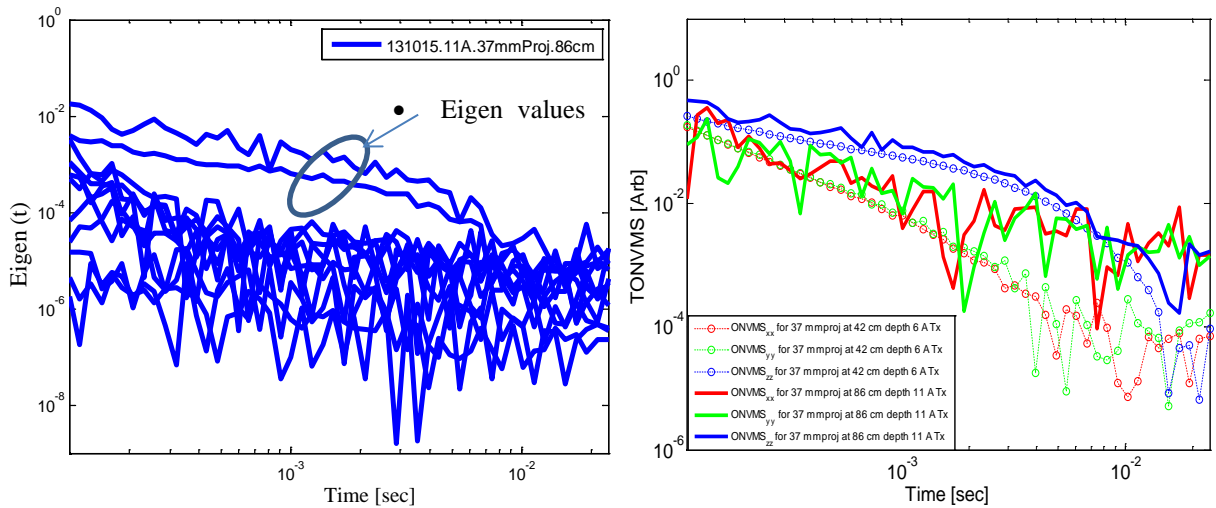 10^0
10^-2
10^-4
10^-6
10^-8
Eigen (t)
131015.11A.37mmProj.86cm
• Eigen values
10^-3
10^-2
Time [sec]
10^0
10^-2
10^-4
10^-6
TONVMS [Arb]
ONVMS_xx for 37 mmproj at 42 cm depth 6 A Tx
ONVMS_yy for 37 mmproj at 42 cm depth 6 A Tx
ONVMS_zz for 37 mmproj at 42 cm depth 6 A Tx
ONVMS_xx for 37 mmproj at 86 cm depth 11 A Tx
ONVMS_yy for 37 mmproj at 86 cm depth 11 A Tx
ONVMS_zz for 37 mmproj at 86 cm depth 11 A Tx
10^-3
10^-2
Time [sec]